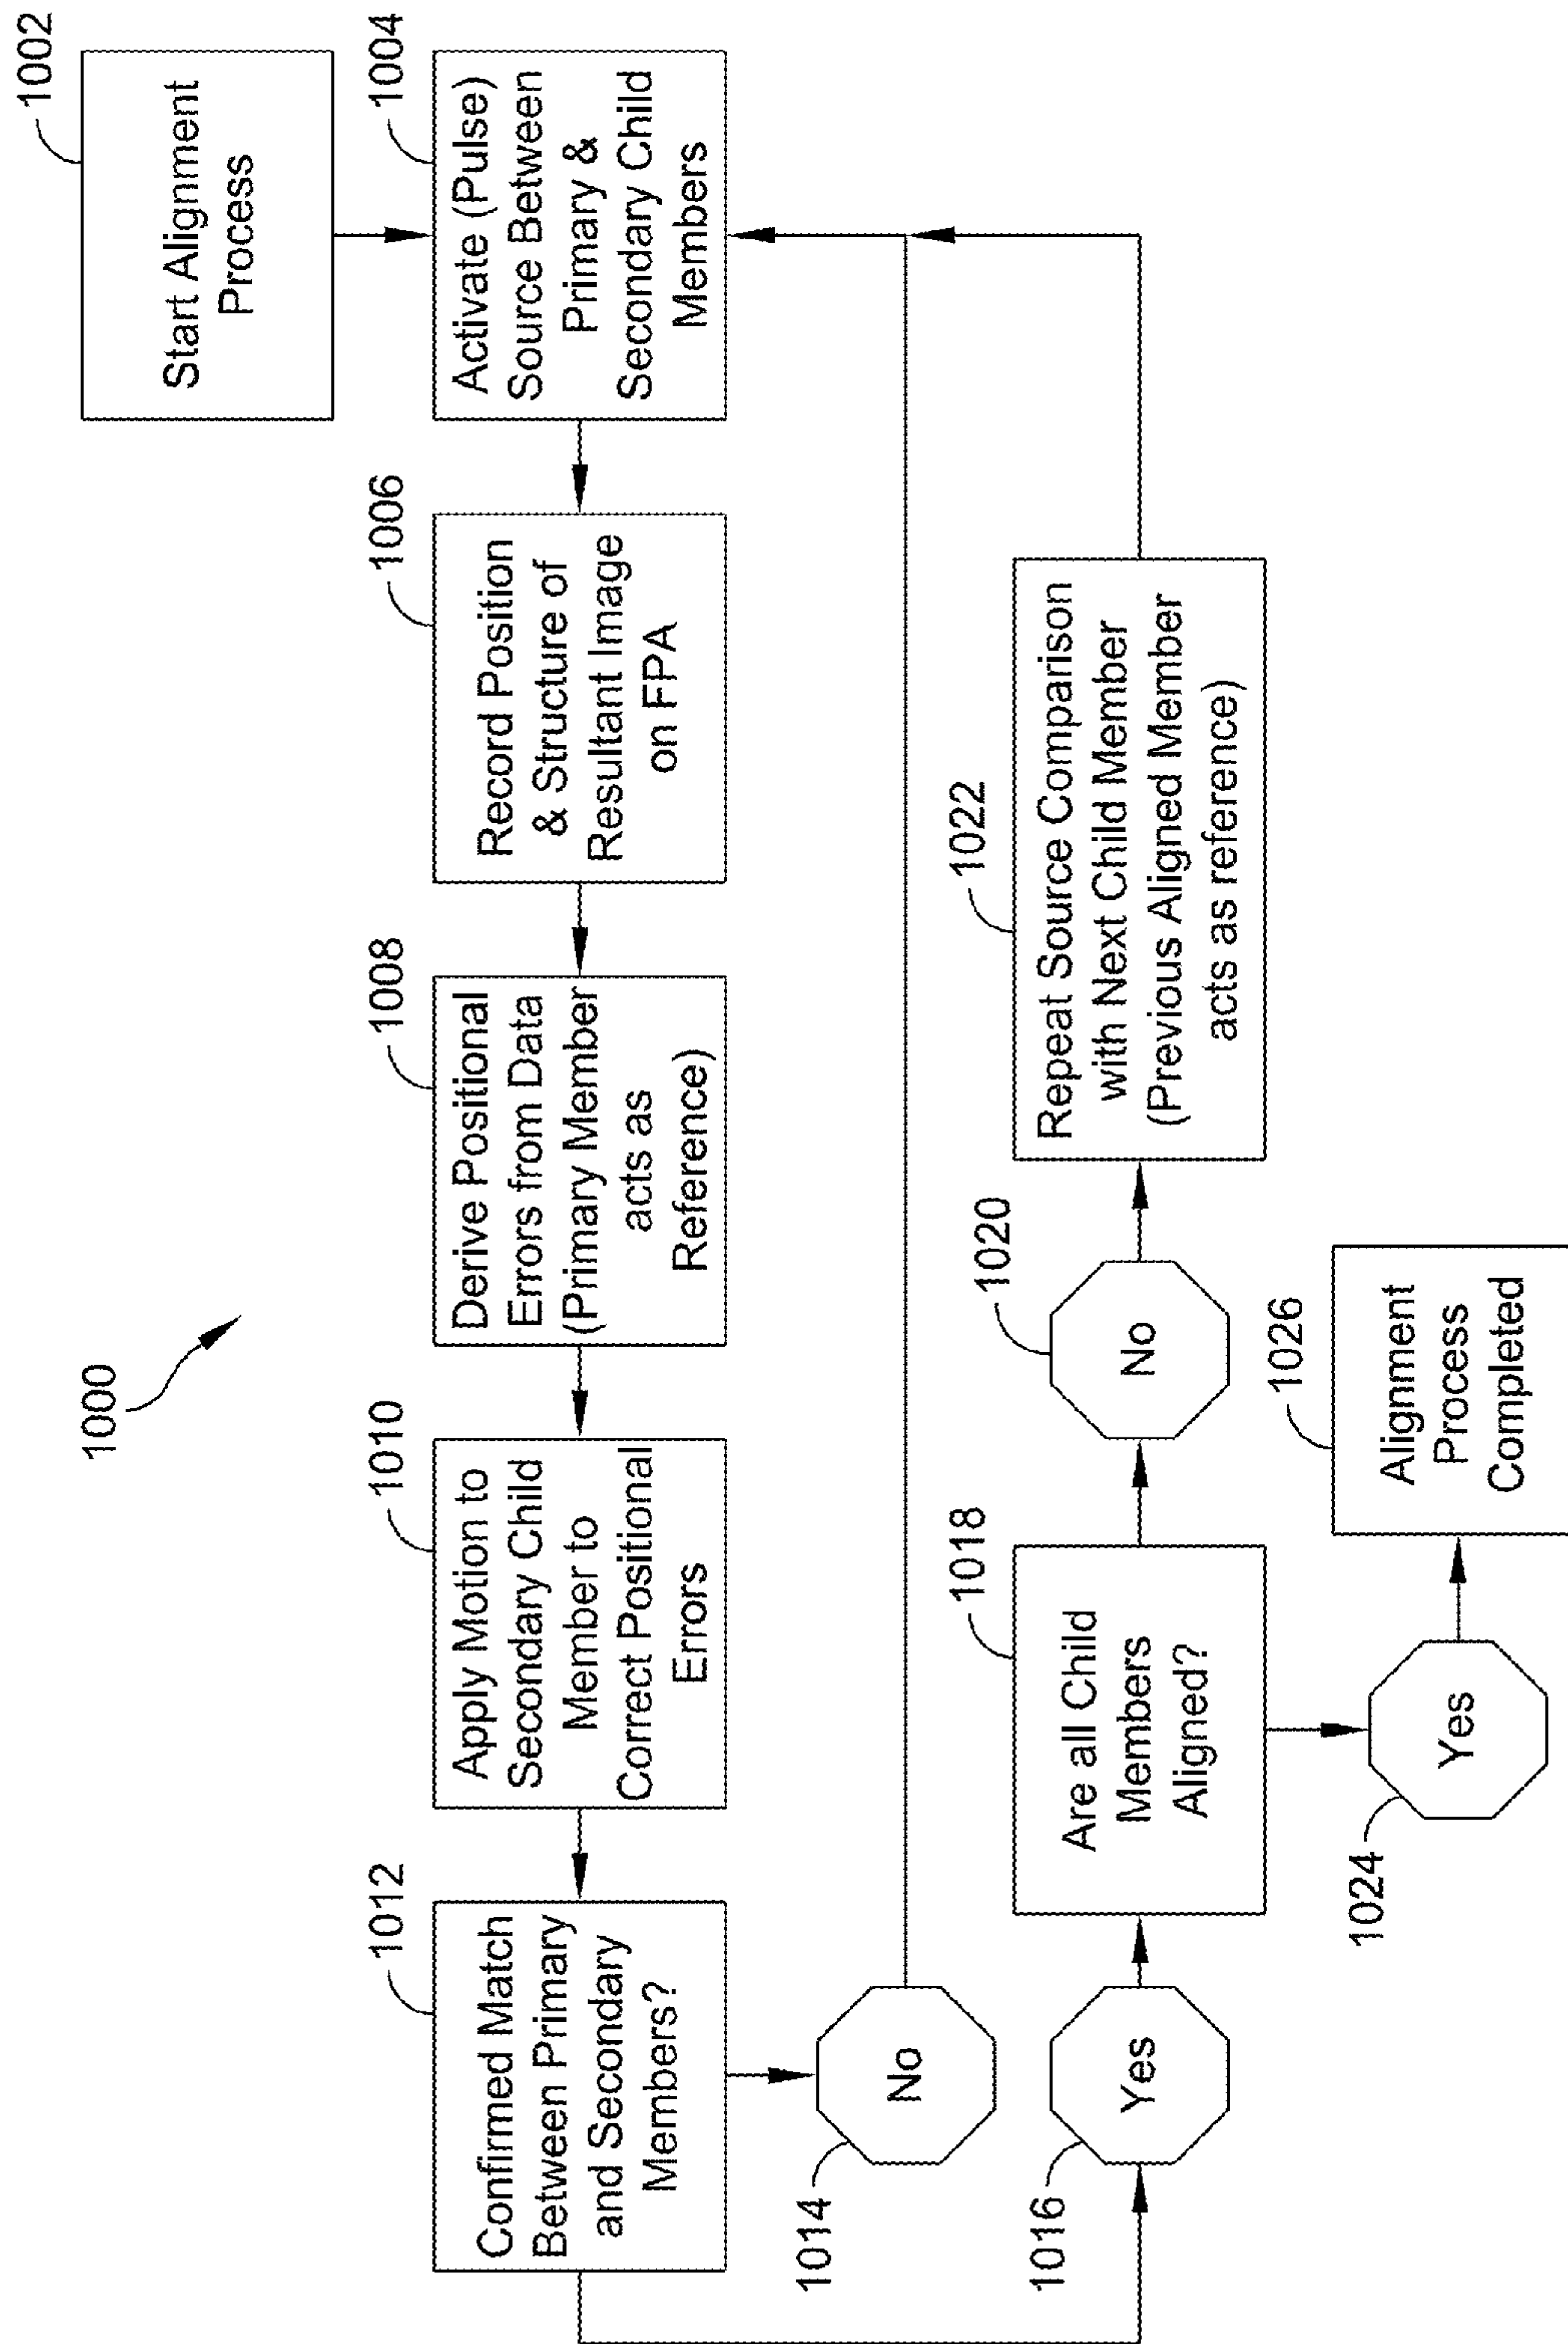 1000
1002
Start Alignment
Process
1004
Activate (Pulse)
Source Between
Primary &
Secondary Child
Members
1006
Record Position
& Structure of
Resultant Image
on FPA
1008
Derive Positional
Errors from Data
(Primary Member
acts as
Reference)
1010
Apply Motion to
Secondary Child
Member to
Correct Positional
Errors
1012
Confirmed Match
Between Primary
and Secondary
Members?
1014
No
1016
Yes
1018
Are all Child
Members
Aligned?
1020
No
1022
Repeat Source Comparison
with Next Child Member
(Previous Aligned Member
acts as reference)
1024
Yes
1026
Alignment
Process
Completed